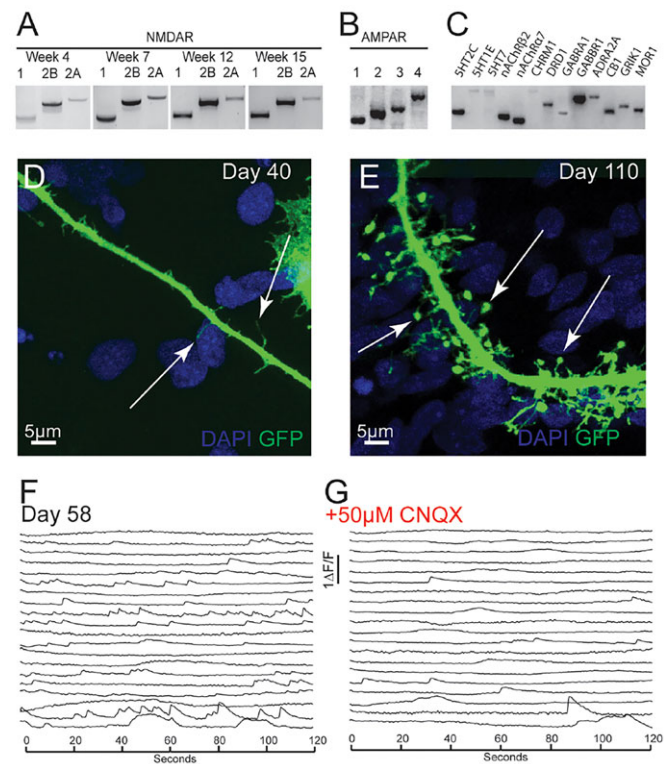 A
NMDAR
Week 4 Week 7 Week 12 Week 15
1 2B 2A 1 2B 2A 1 2B 2A 1 2B 2A
B
AMPAR
1 2 3 4
C
5HT2C 5HT1E 5HT7 nAChRβ2 nAChRα7 CHRM1 DRD1 GABRA1 GABBR1 ADRA2A CB1 GRIK1 MOR1
D
Day 40
5μm
DAPI GFP
E
Day 110
5μm
DAPI GFP
F
Day 58
0 20 40 60 80 100 120
Seconds
G
+50μM CNQX
1ΔF/F
0 20 40 60 80 100 120
Seconds